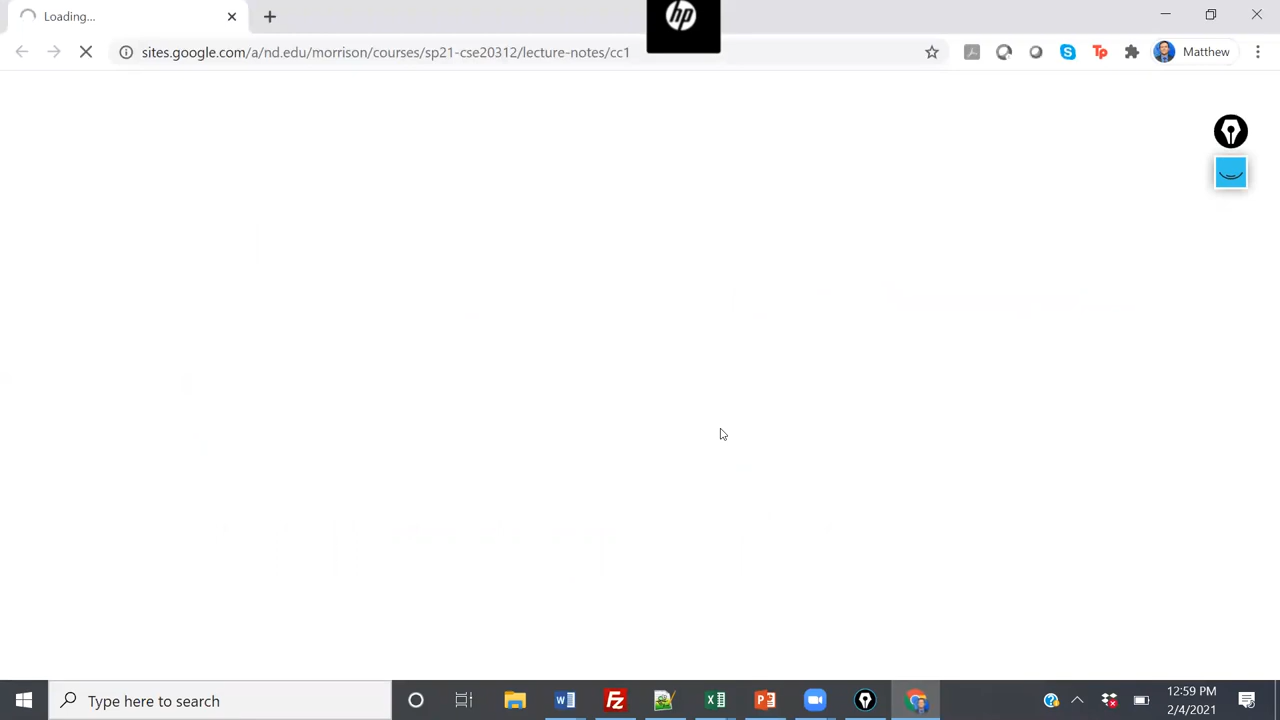 Loading...
hp
sites.google.com/a/nd.edu/morrison/courses/sp21-cse20312/lecture-notes/cc1
Tp
Matthew
Type here to search
12:59 PM
2/4/2021